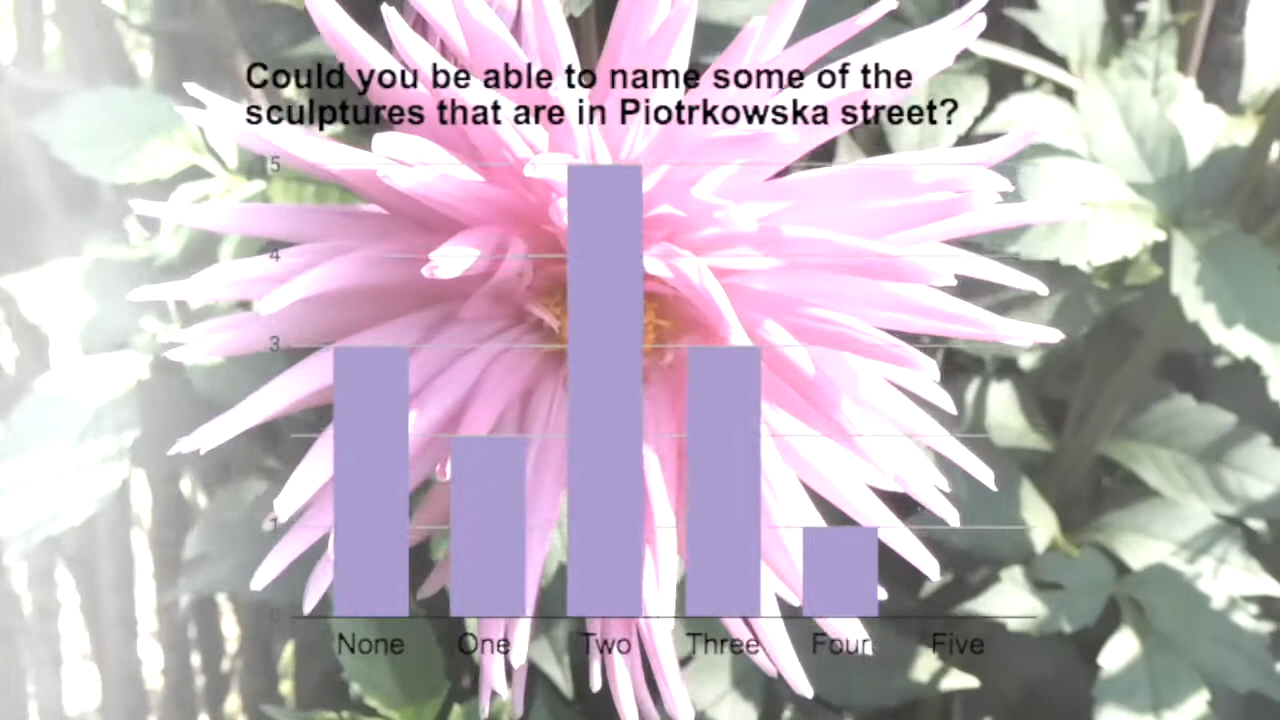 Could you be able to name some of the
sculptures that are in Piotrkowska street?
5
4
3
1
0
None One Two Three Four Five